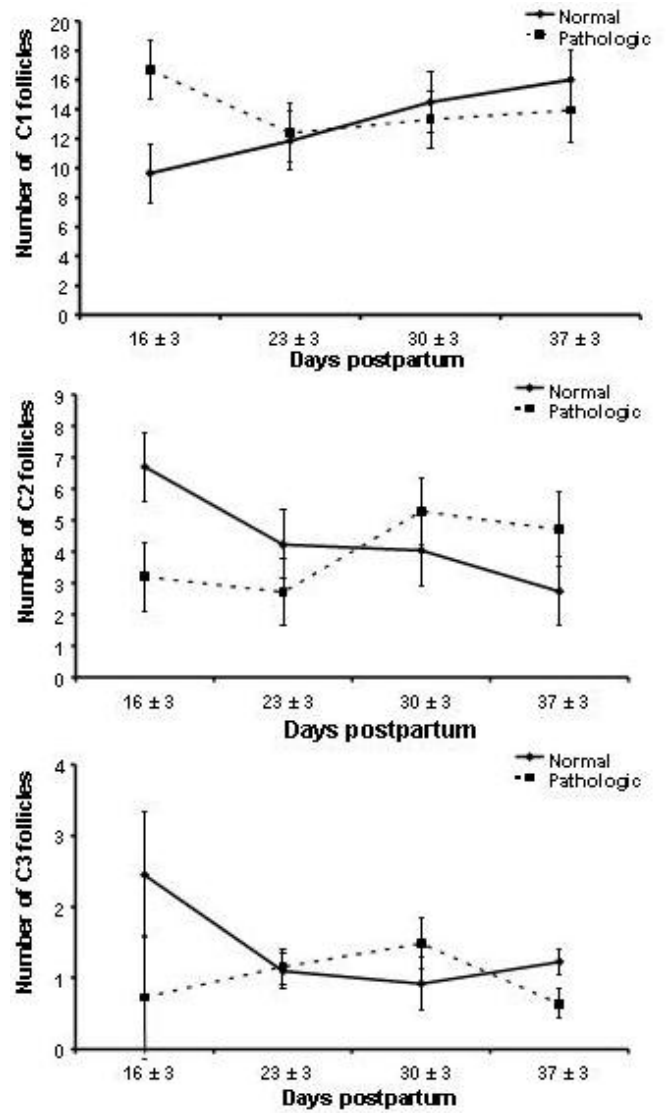 Normal
Pathologic
Number of C1 follicles
20
18
16
14
12
10
8
6
4
2
0
16 ± 3
23 ± 3
30 ± 3
37 ± 3
Days postpartum
Normal
Pathologic
Number of C2 follicles
9
8
7
6
5
4
3
2
1
0
16 ± 3
23 ± 3
30 ± 3
37 ± 3
Days postpartum
Normal
Pathologic
Number of C3 follicles
4
3
2
1
0
16 ± 3
23 ± 3
30 ± 3
37 ± 3
Days postpartum